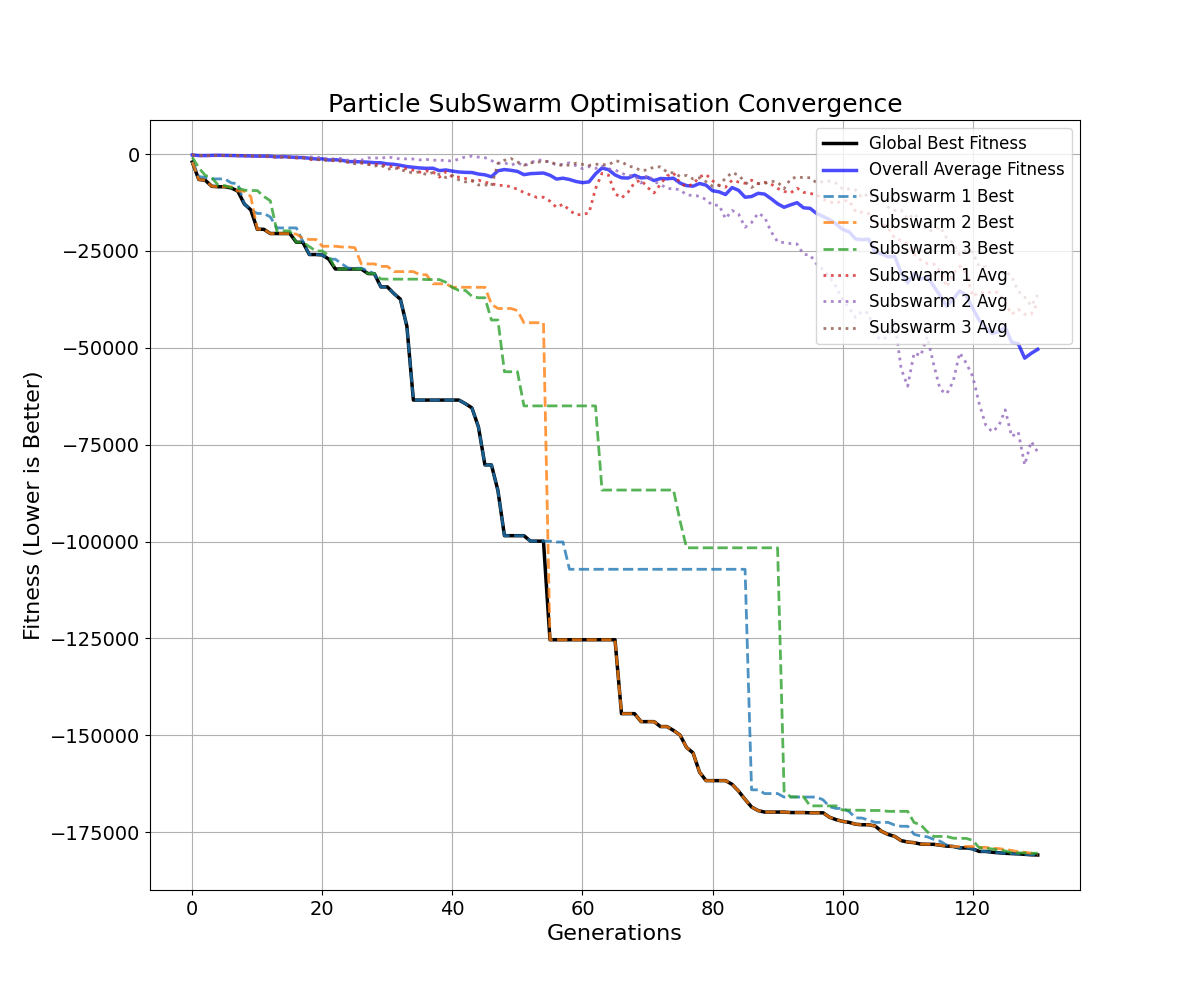 Particle SubSwarm Optimisation Convergence
Global Best Fitness
Overall Average Fitness
Subswarm 1 Best
Subswarm 2 Best
Subswarm 3 Best
Subswarm 1 Avg
Subswarm 2 Avg
Subswarm 3 Avg
0
−25000
−50000
−75000
−100000
−125000
−150000
−175000
Fitness (Lower is Better)
0 20 40 60 80 100 120
Generations